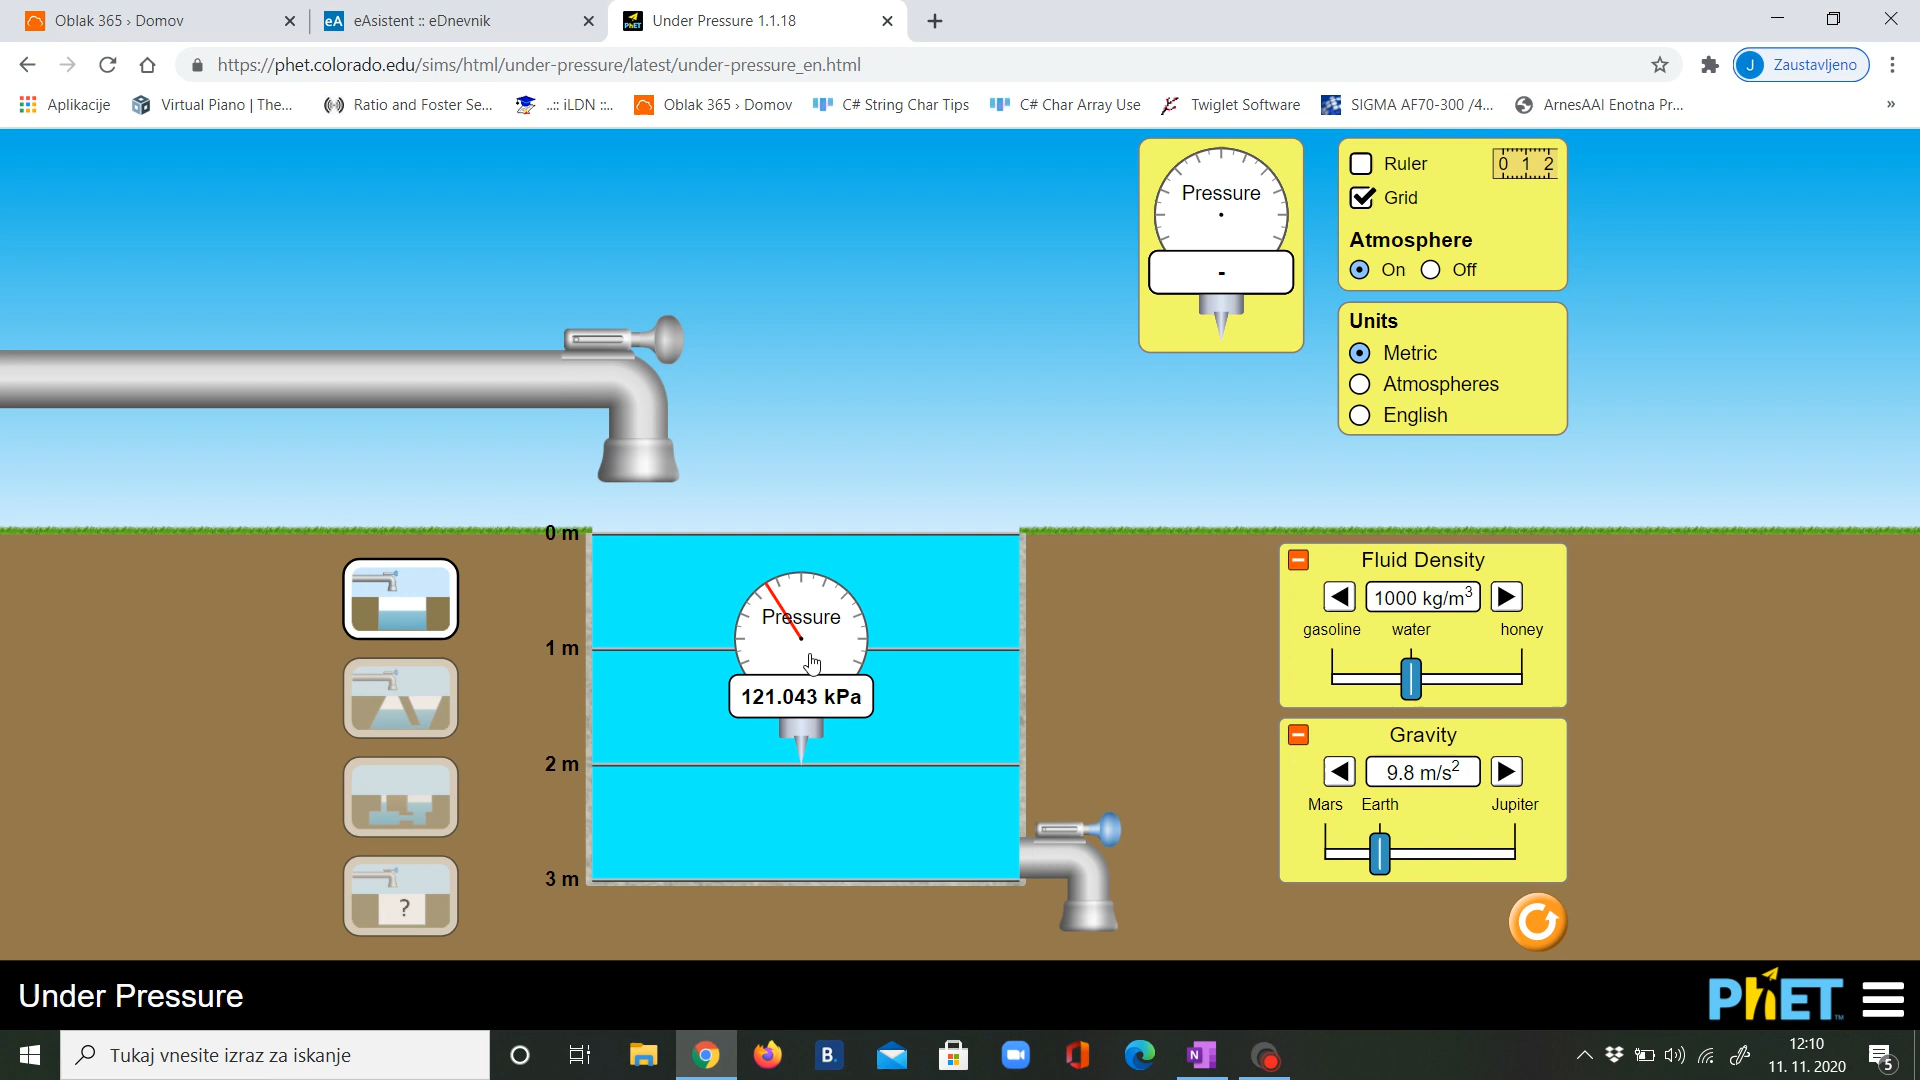 Oblak 365 › Domov
eA eAsistent :: eDnevnik
PhET Under Pressure 1.1.18
https://phet.colorado.edu/sims/html/under-pressure/latest/under-pressure_en.html
J Zaustavljeno
Aplikacije
Virtual Piano | The...
Ratio and Foster Se...
..:: iLDN ::..
Oblak 365 › Domov
C# String Char Tips
C# Char Array Use
Twiglet Software
SIGMA AF70-300 /4...
ArnesAAI Enotna Pr...
»
Pressure
-
Ruler
0 1 2
Grid
Atmosphere
On Off
Units
Metric
Atmospheres
English
0 m
1 m
2 m
3 m
Pressure
121.043 kPa
?
Fluid Density
1000 kg/m³
gasoline water honey
Gravity
9.8 m/s²
Mars Earth Jupiter
Under Pressure
PhET
Tukaj vnesite izraz za iskanje
B.
N
12:10
11. 11. 2020
5